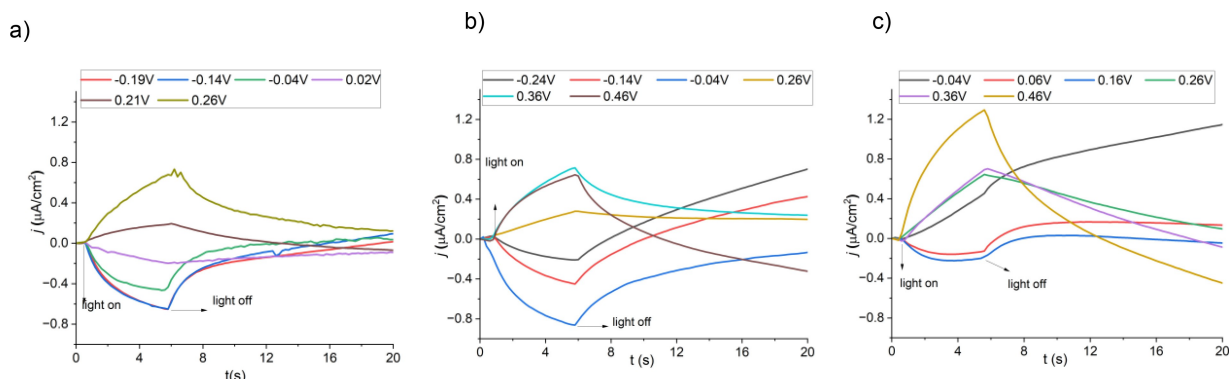 a)
-0.19V -0.14V -0.04V 0.02V
0.21V 0.26V
1.2
0.8
0.4
0.0
-0.4
-0.8
j (μA/cm²)
light on
light off
0 4 8 12 16 20
t(s)
b)
-0.24V -0.14V -0.04V 0.26V
0.36V 0.46V
1.2
0.8
0.4
0.0
-0.4
-0.8
j (μA/cm²)
light on
light off
0 4 8 12 16 20
t (s)
c)
-0.04V 0.06V 0.16V 0.26V
0.36V 0.46V
1.2
0.8
0.4
0.0
-0.4
-0.8
j (μA/cm²)
light on
light off
0 4 8 12 16 20
t (s)